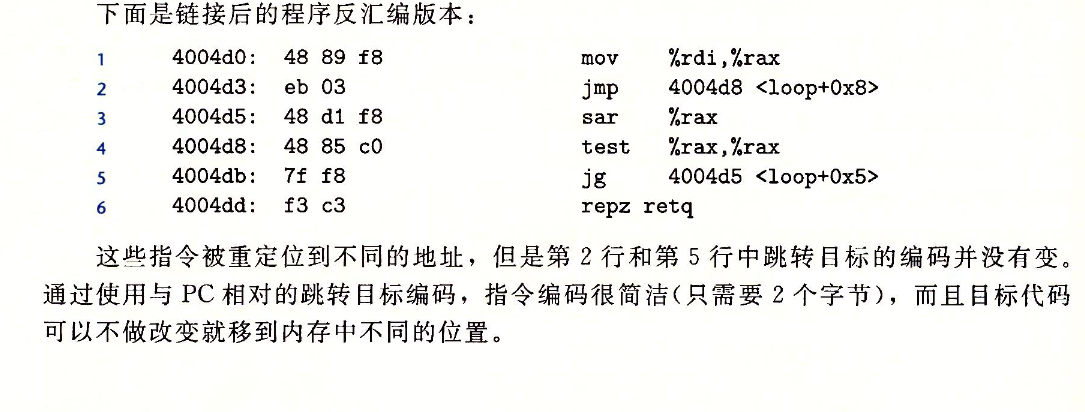 下面是链接后的程序反汇编版本：
1 4004d0: 48 89 f8 mov %rdi,%rax
2 4004d3: eb 03 jmp 4004d8 <loop+0x8>
3 4004d5: 48 d1 f8 sar %rax
4 4004d8: 48 85 c0 test %rax,%rax
5 4004db: 7f f8 jg 4004d5 <loop+0x5>
6 4004dd: f3 c3 repz retq
这些指令被重定位到不同的地址，但是第 2 行和第 5 行中跳转目标的编码并没有变。
通过使用与 PC 相对的跳转目标编码，指令编码很简洁(只需要 2 个字节)，而且目标代码
可以不做改变就移到内存中不同的位置。